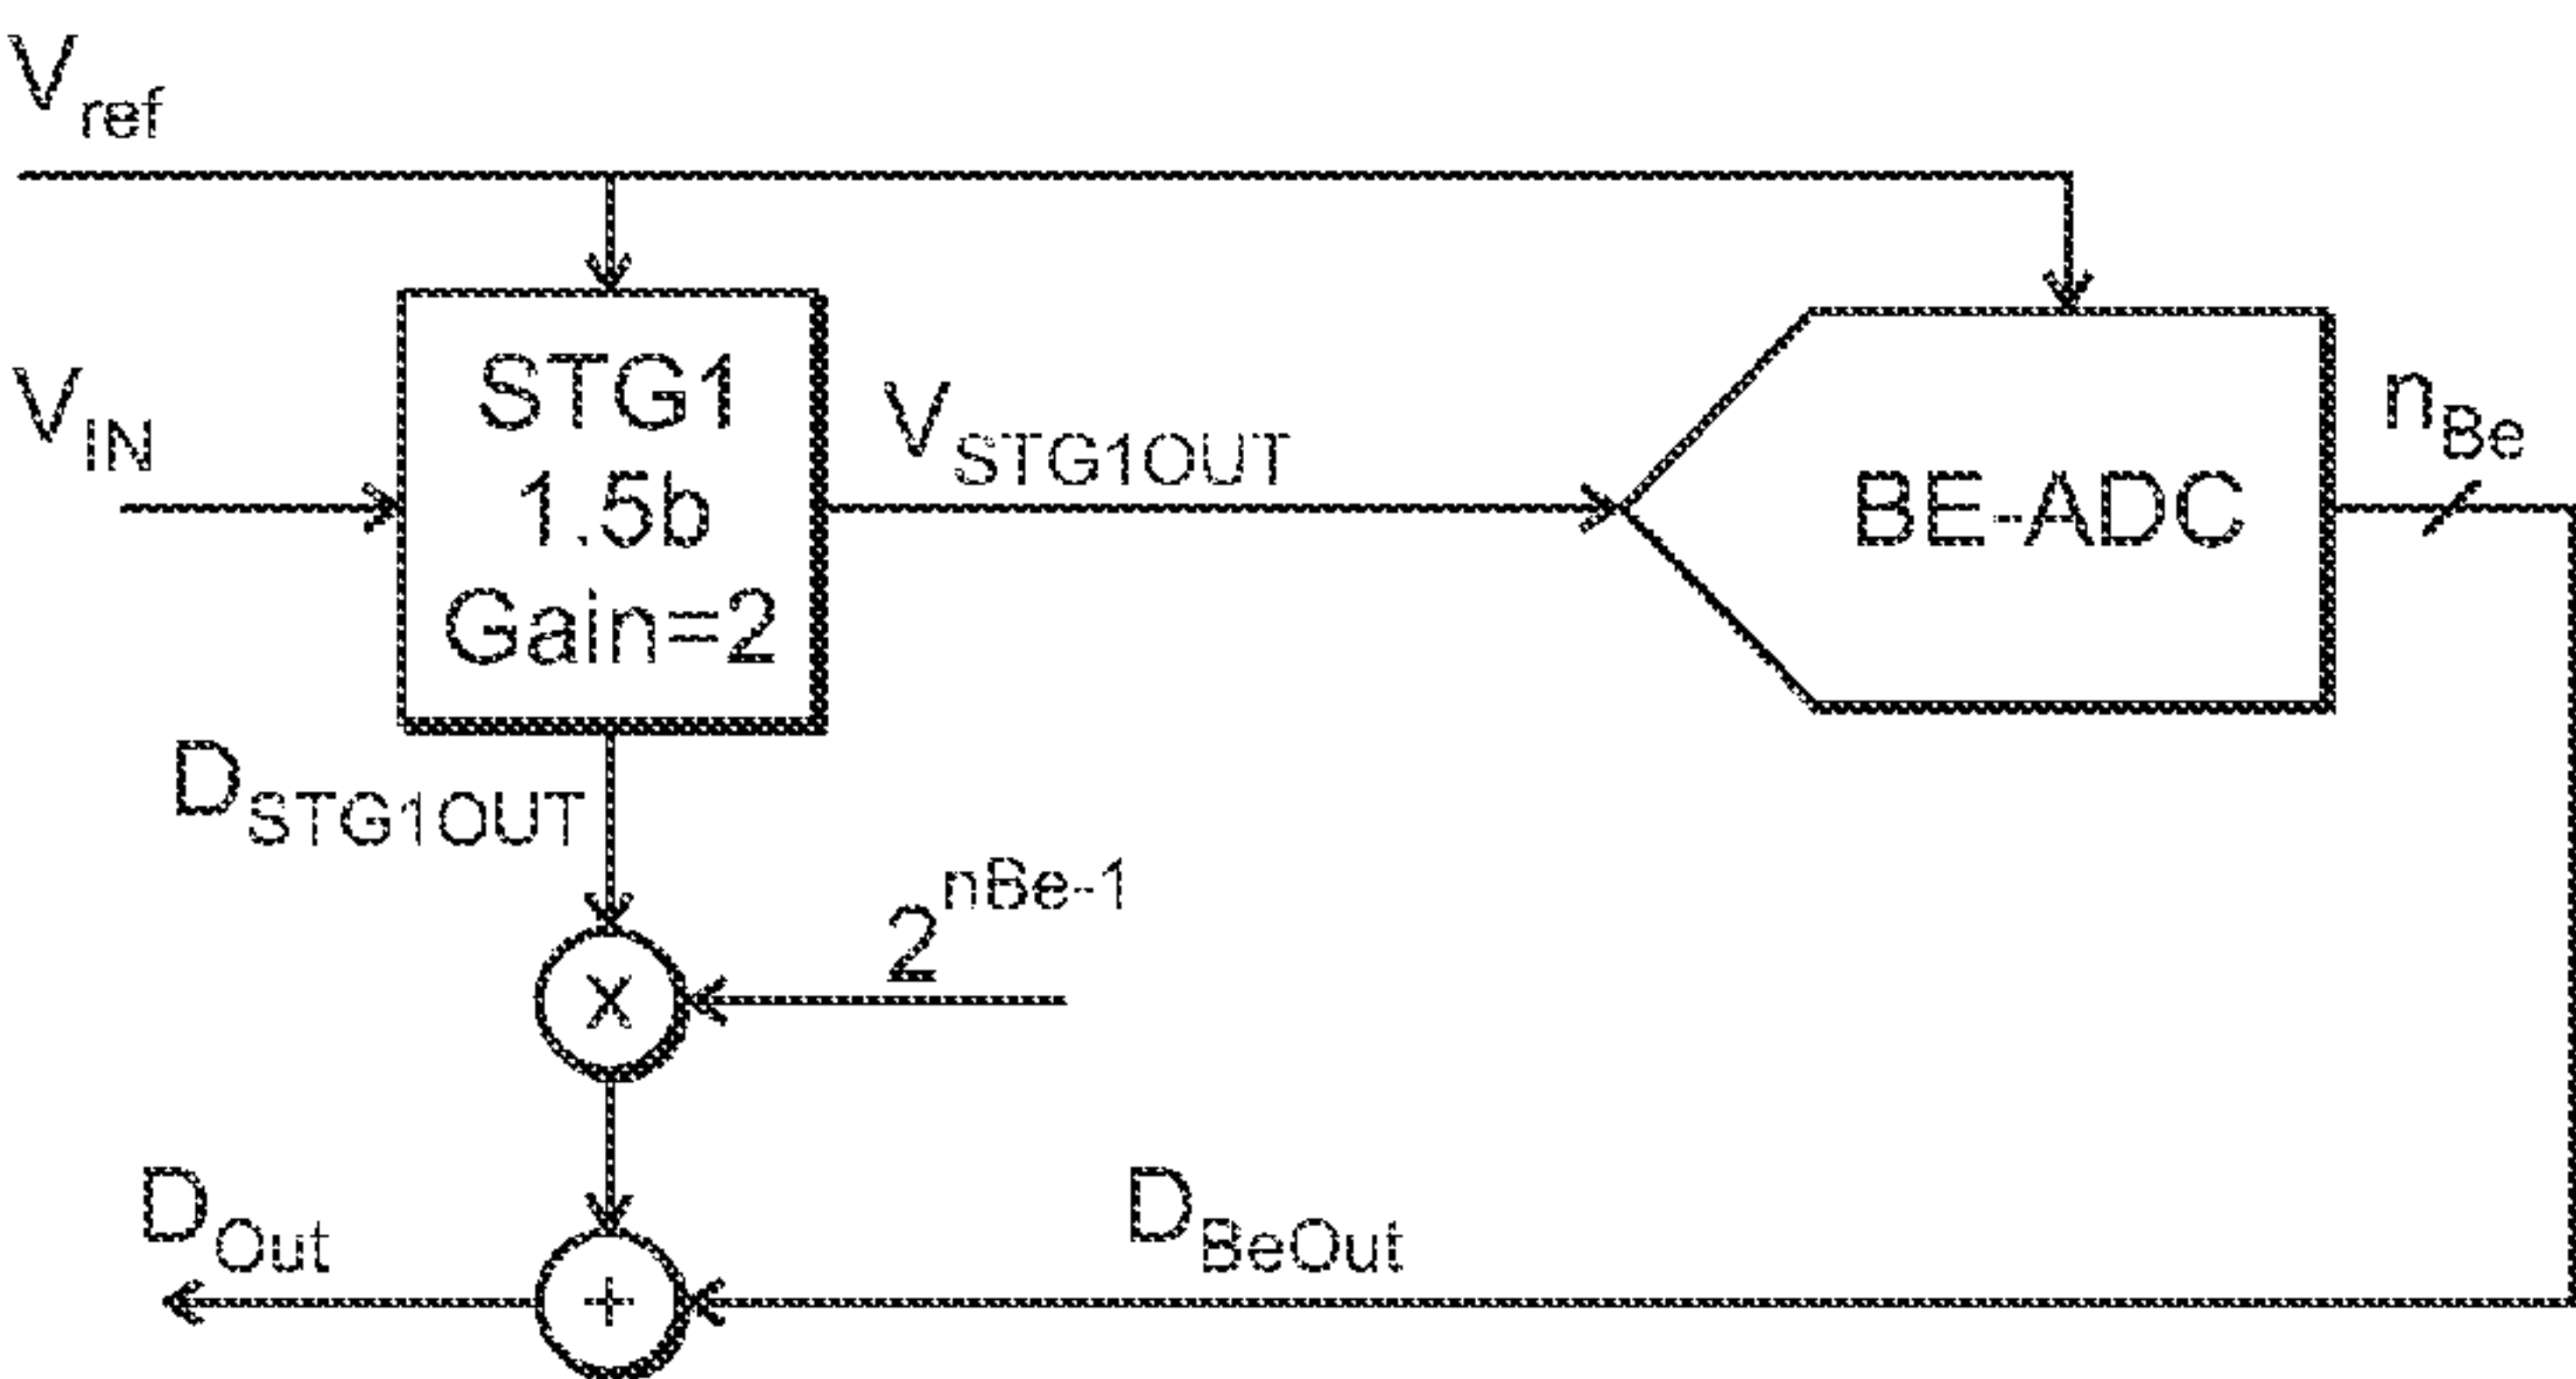 Vref
VIN
STG1
1.5b
Gain=2
VSTG1OUT
BE-ADC
nBe
DSTG1OUT
2nBe-1
x
DOut
+
DBeOut